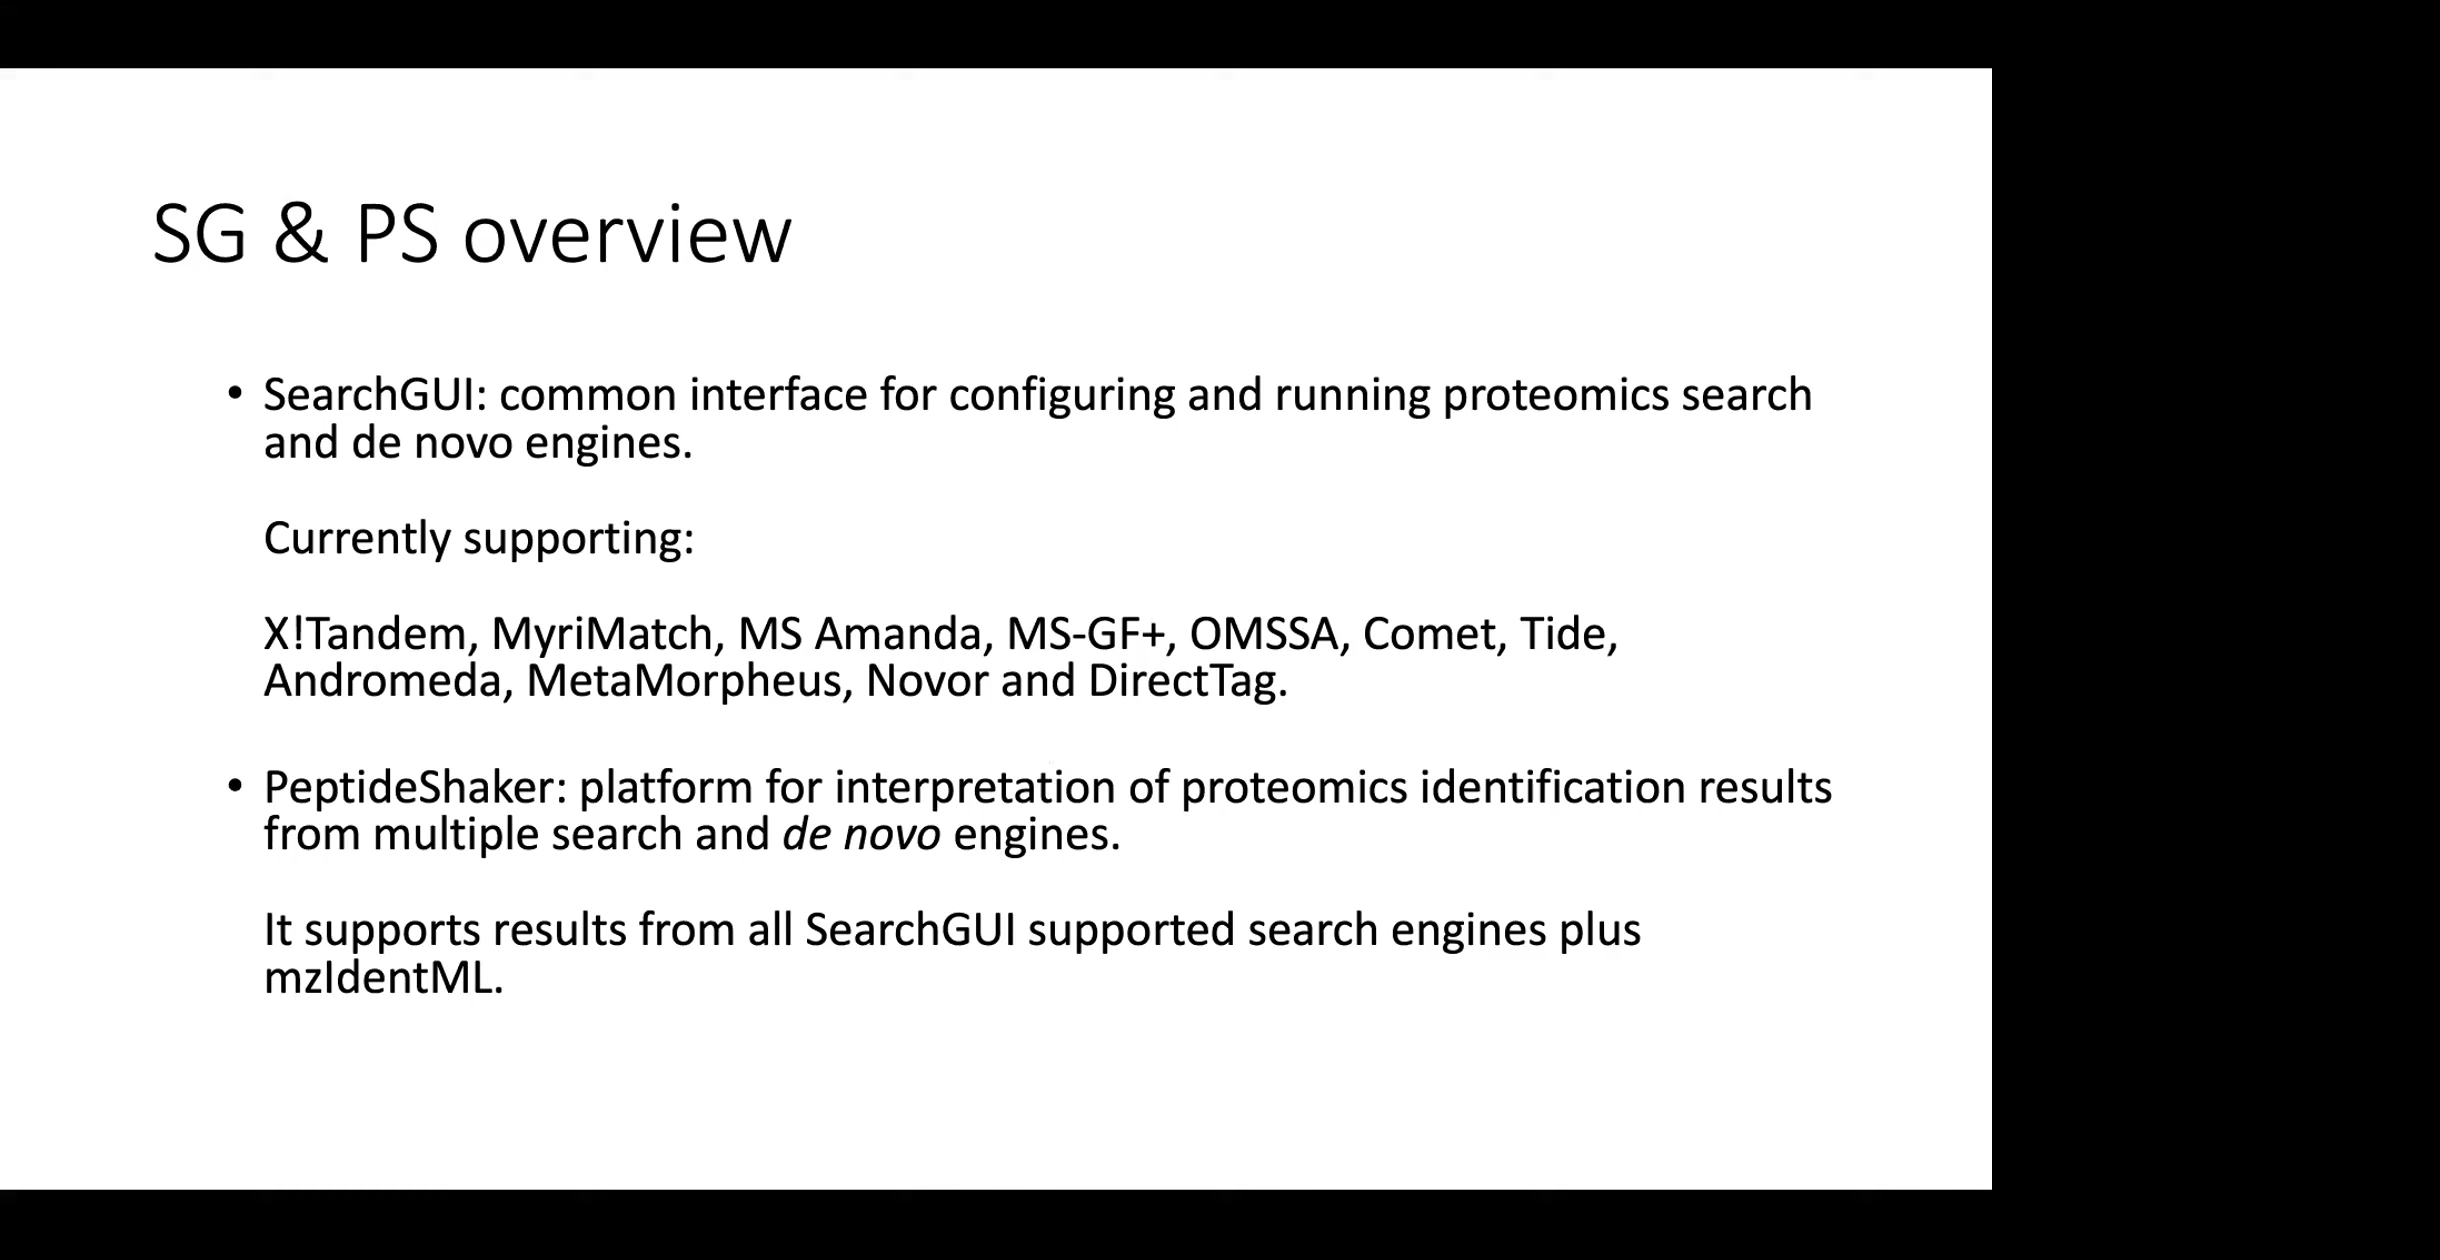 SG & PS overview
• SearchGUI: common interface for configuring and running proteomics search
and de novo engines.
Currently supporting:
X!Tandem, MyriMatch, MS Amanda, MS-GF+, OMSSA, Comet, Tide,
Andromeda, MetaMorpheus, Novor and DirectTag.
• PeptideShaker: platform for interpretation of proteomics identification results
from multiple search and de novo engines.
It supports results from all SearchGUI supported search engines plus
mzIdentML.